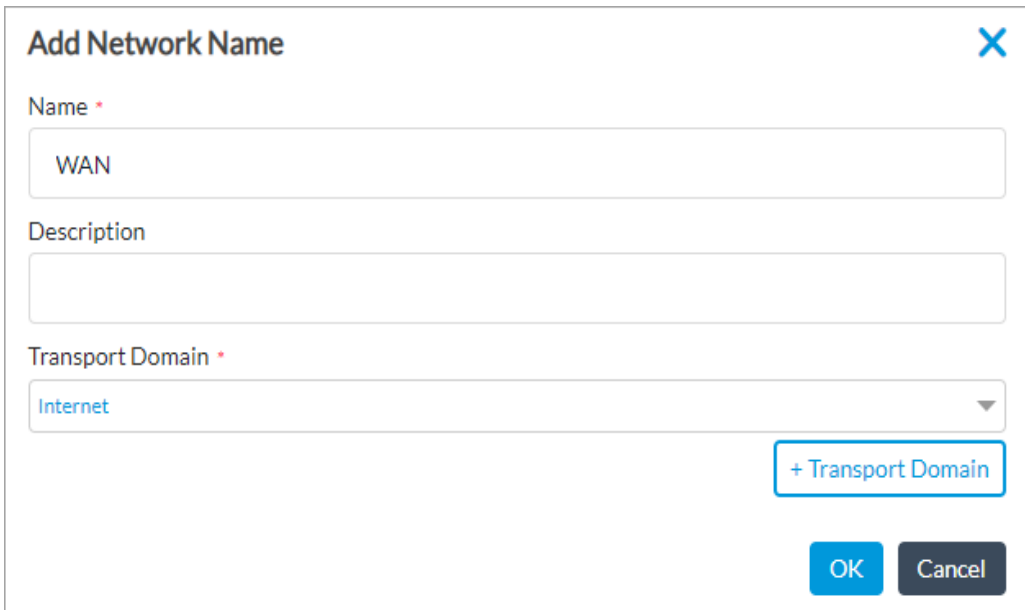 Add Network Name
Name *
WAN
Description
Transport Domain *
Internet
+ Transport Domain
OK Cancel